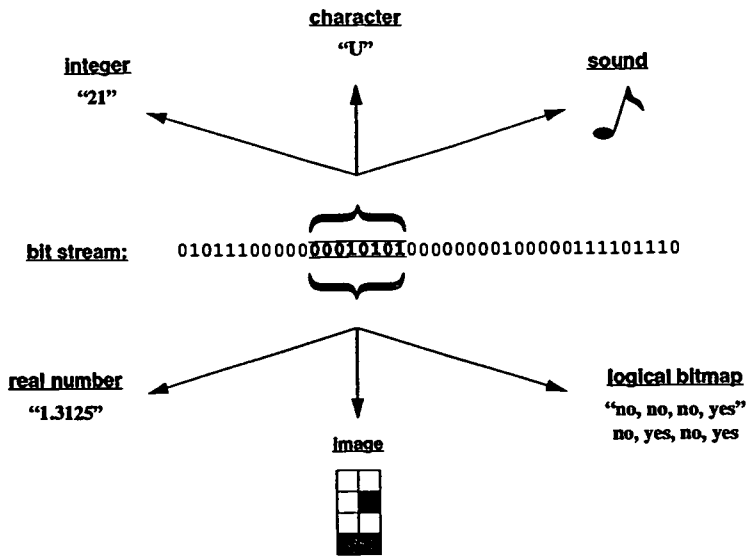 character
“U”
integer
“21”
sound
bit stream: 010111000000001010100000000100000111101110
real number
“1.3125”
logical bitmap
“no, no, no, yes”
no, yes, no, yes
image